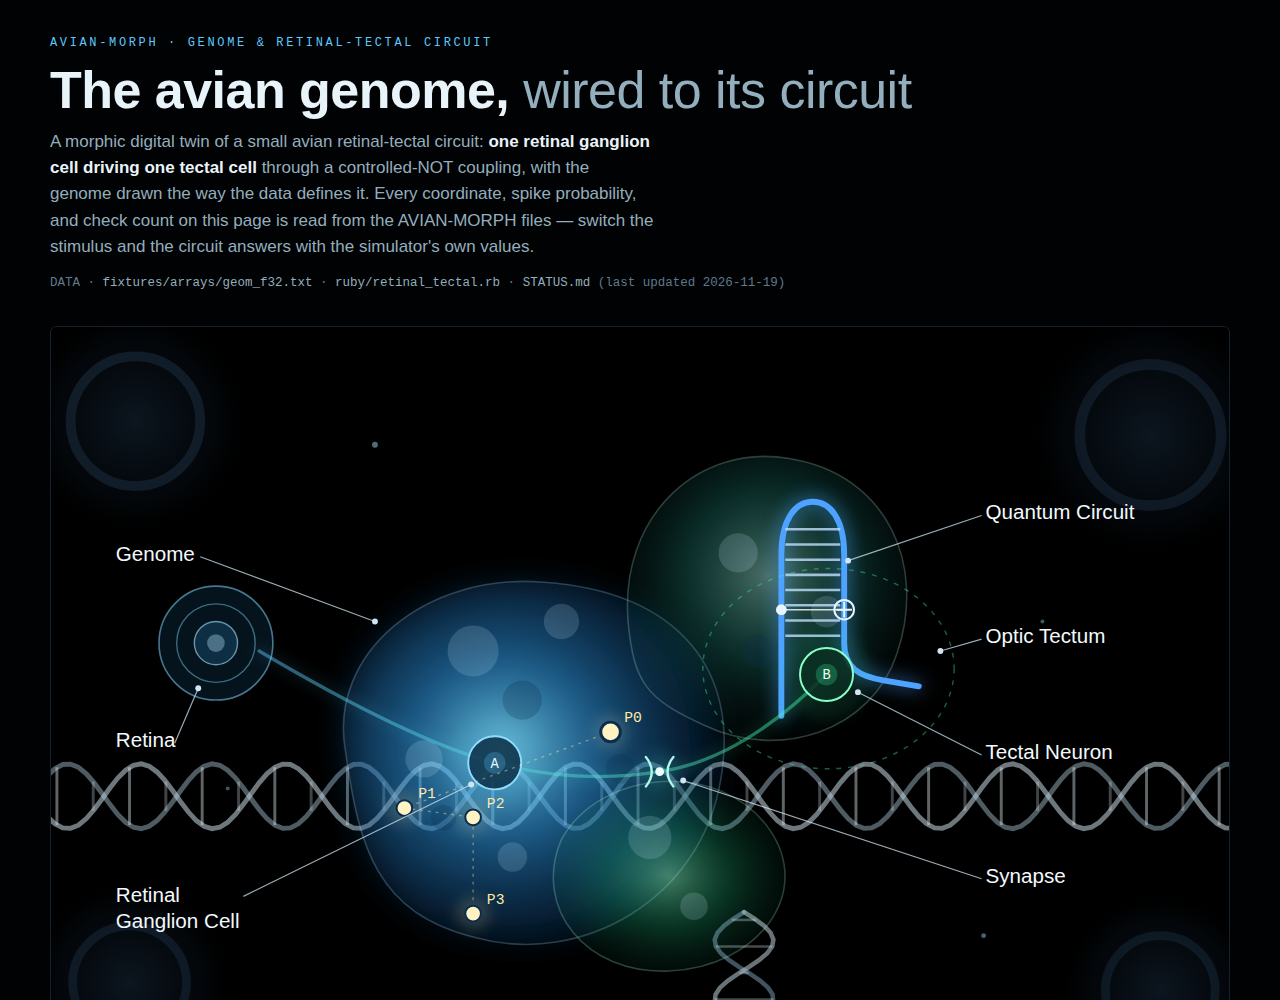 AVIAN-MORPH · GENOME & RETINAL-TECTAL CIRCUIT
The avian genome, wired to its circuit
A morphic digital twin of a small avian retinal-tectal circuit: one retinal ganglion
cell driving one tectal cell through a controlled-NOT coupling, with the
genome drawn the way the data defines it. Every coordinate, spike probability,
and check count on this page is read from the AVIAN-MORPH files — switch the
stimulus and the circuit answers with the simulator's own values.
DATA · fixtures/arrays/geom_f32.txt · ruby/retinal_tectal.rb · STATUS.md (last updated 2026-11-19)
Quantum Circuit
Genome
Optic Tectum
B
P0
Retina
Tectal Neuron
A
P1
P2
Synapse
Retinal
Ganglion Cell
P3